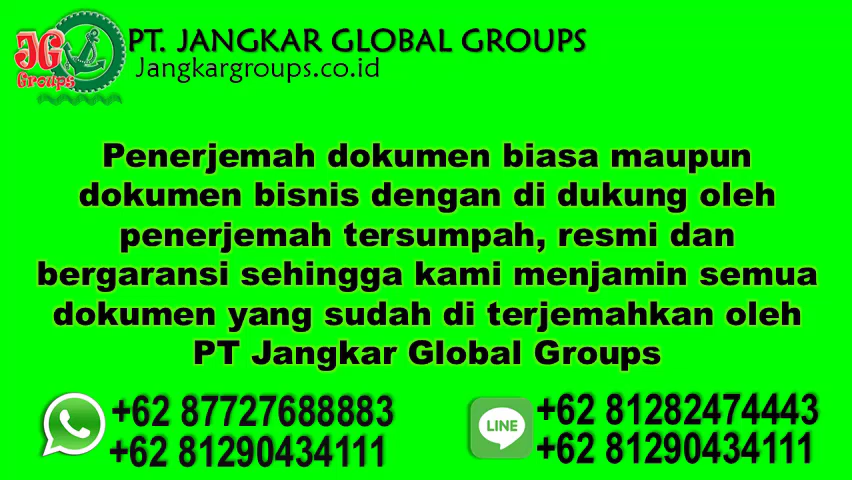 JG
Groups
PT. JANGKAR GLOBAL GROUPS
Jangkargroups.co.id
Penerjemah dokumen biasa maupun
dokumen bisnis dengan di dukung oleh
penerjemah tersumpah, resmi dan
bergaransi sehingga kami menjamin semua
dokumen yang sudah di terjemahkan oleh
PT Jangkar Global Groups
+62 87727688883
+62 81290434111
LINE
+62 81282474443
+62 81290434111